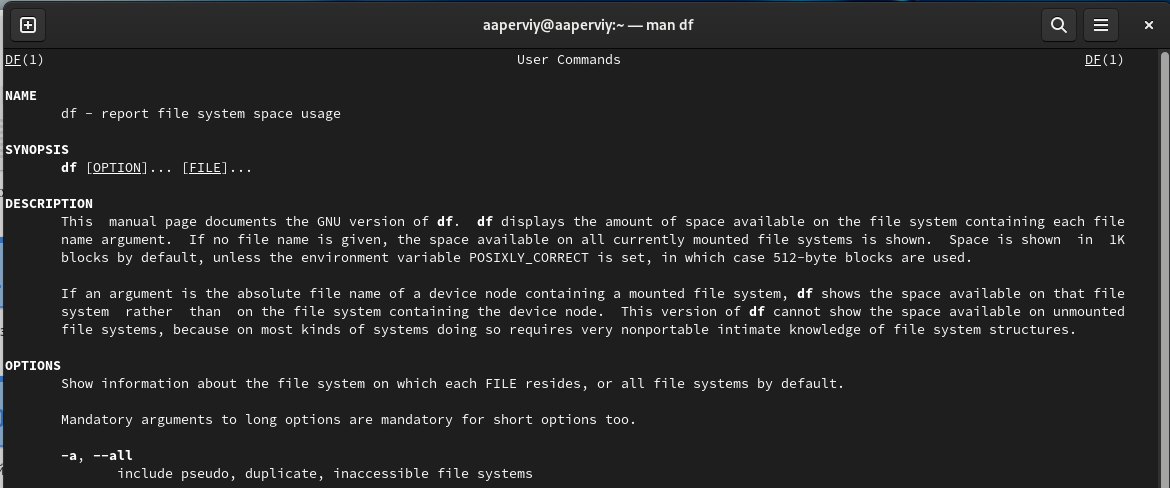 aaperviy@aaperviy:~ — man df
DF(1) User Commands DF(1)
NAME
df - report file system space usage
SYNOPSIS
df [OPTION]... [FILE]...
DESCRIPTION
This manual page documents the GNU version of df. df displays the amount of space available on the file system containing each file
name argument. If no file name is given, the space available on all currently mounted file systems is shown. Space is shown in 1K
blocks by default, unless the environment variable POSIXLY_CORRECT is set, in which case 512-byte blocks are used.
If an argument is the absolute file name of a device node containing a mounted file system, df shows the space available on that file
system rather than on the file system containing the device node. This version of df cannot show the space available on unmounted
file systems, because on most kinds of systems doing so requires very nonportable intimate knowledge of file system structures.
OPTIONS
Show information about the file system on which each FILE resides, or all file systems by default.
Mandatory arguments to long options are mandatory for short options too.
-a, --all
include pseudo, duplicate, inaccessible file systems